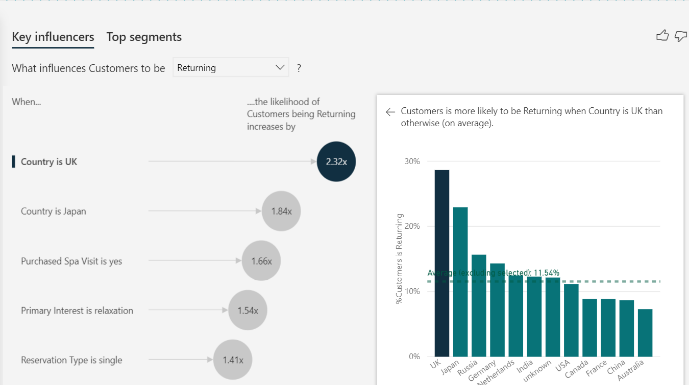 Key influencers Top segments
What influences Customers to be Returning ?
When...
....the likelihood of
Customers being Returning
increases by
Country is UK 2.32x
Country is Japan 1.84x
Purchased Spa Visit is yes 1.66x
Primary Interest is relaxation 1.54x
Reservation Type is single 1.41x
Customers is more likely to be Returning when Country is UK than
otherwise (on average).
%Customers is Returning
30%
20%
10%
0%
Average (excluding selected): 11.54%
UK
Japan
Russia
Germany
Netherlands
India
unknown
USA
Canada
France
China
Australia